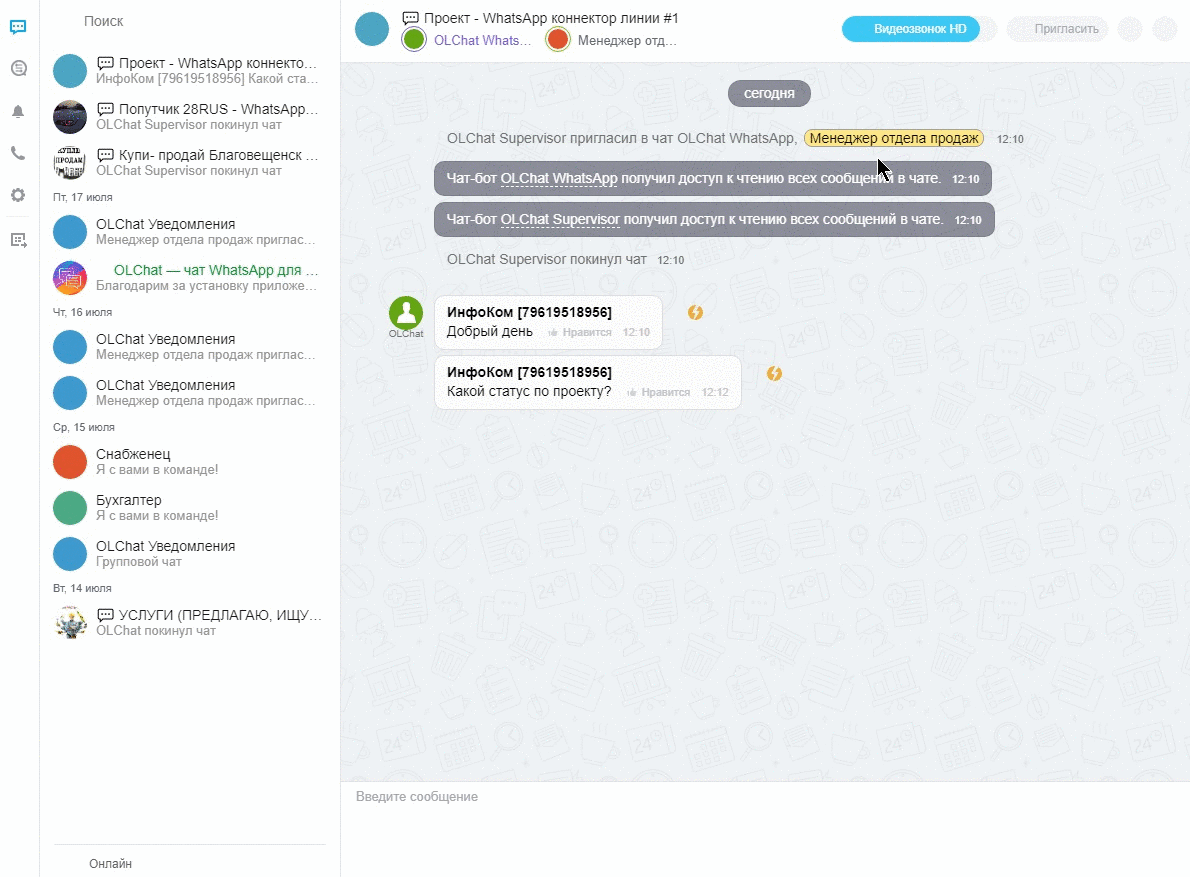 Поиск
Проект - WhatsApp коннекто...
ИнфоКом [79619518956] Какой ста...
Попутчик 28RUS - WhatsApp...
OLChat Supervisor покинул чат
КУПЛЮ
ПРОДАМ
Купи- продай Благовещенск ...
OLChat Supervisor покинул чат
Пт, 17 июля
OLChat Уведомления
Менеджер отдела продаж приглас...
OLChat — чат WhatsApp для ...
Благодарим за установку приложе...
Чт, 16 июля
OLChat Уведомления
Менеджер отдела продаж приглас...
OLChat Уведомления
Менеджер отдела продаж приглас...
Ср, 15 июля
Снабженец
Я с вами в команде!
Бухгалтер
Я с вами в команде!
OLChat Уведомления
Групповой чат
Вт, 14 июля
УСЛУГИ (ПРЕДЛАГАЮ, ИЩУ...
OLChat покинул чат
Онлайн
Проект - WhatsApp коннектор линии #1
OLChat Whats... Менеджер отд...
Видеозвонок HD
Пригласить
сегодня
OLChat Supervisor пригласил в чат OLChat WhatsApp, Менеджер отдела продаж 12:10
Чат-бот OLChat WhatsApp получил доступ к чтению всех сообщений в чате. 12:10
Чат-бот OLChat Supervisor получил доступ к чтению всех сообщений в чате. 12:10
OLChat Supervisor покинул чат 12:10
OLChat
ИнфоКом [79619518956]
Добрый день Нравится 12:10
ИнфоКом [79619518956]
Какой статус по проекту? Нравится 12:12
Введите сообщение